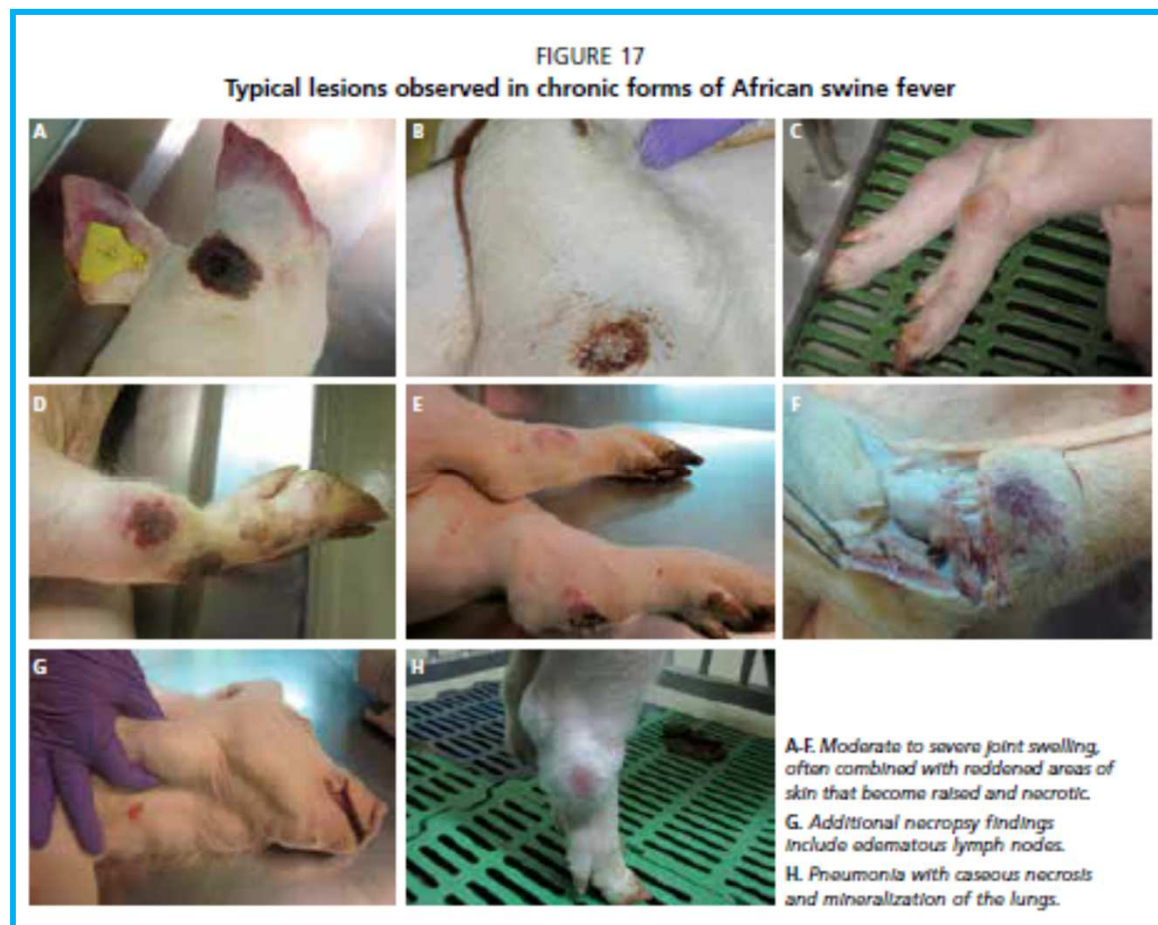 FIGURE 17
Typical lesions observed in chronic forms of African swine fever
A
B
C
D
E
F
G
H
A-F. Moderate to severe joint swelling,
often combined with reddened areas of
skin that become raised and necrotic.
G. Additional necropsy findings
include edematous lymph nodes.
H. Pneumonia with caseous necrosis
and mineralization of the lungs.